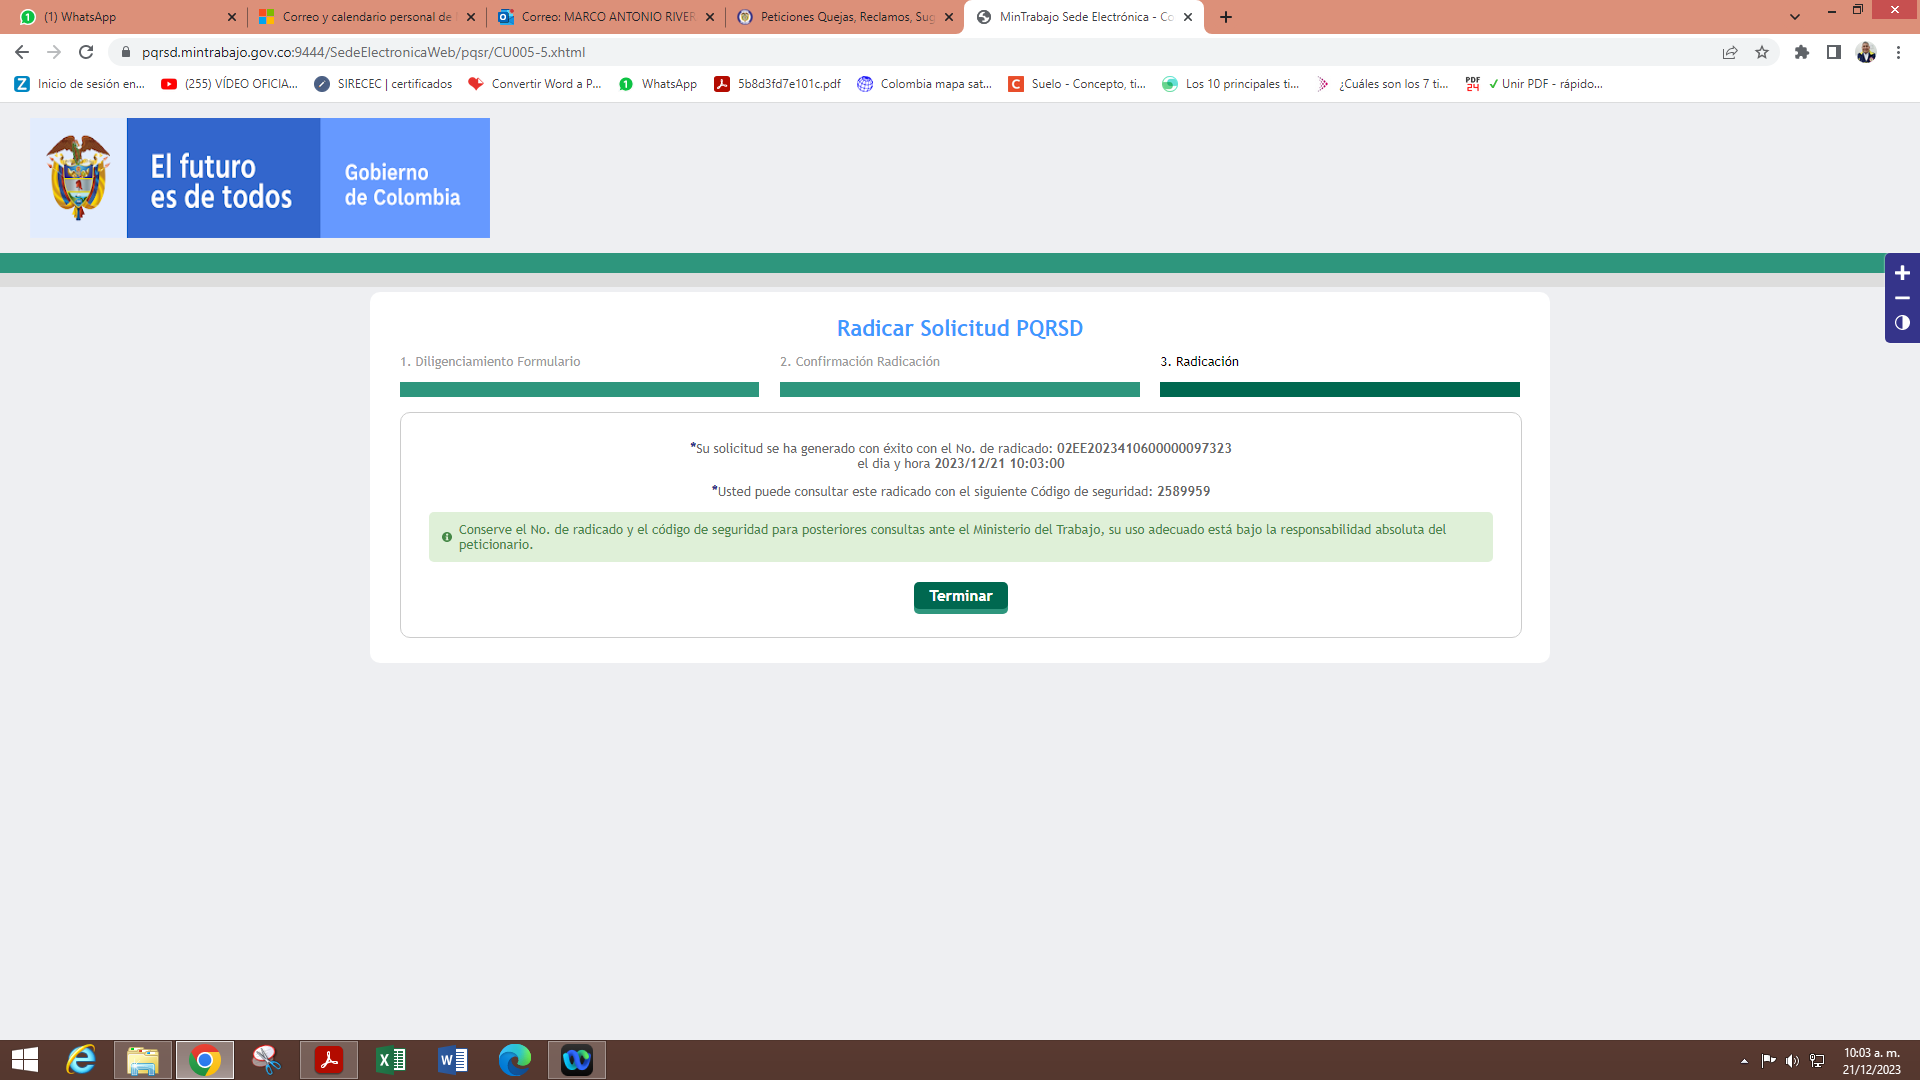 (1) WhatsApp
Correo y calendario personal de
Correo: MARCO ANTONIO RIVER
Peticiones Quejas, Reclamos, Sug
MinTrabajo Sede Electrónica - Co
pqrsd.mintrabajo.gov.co:9444/SedeElectronicaWeb/pqsr/CU005-5.xhtml
Inicio de sesión en...
(255) VÍDEO OFICIA...
SIRECEC | certificados
Convertir Word a P...
WhatsApp
5b8d3fd7e101c.pdf
Colombia mapa sat...
Suelo - Concepto, ti...
Los 10 principales ti...
¿Cuáles son los 7 ti...
✓ Unir PDF - rápido...
El futuro
es de todos
Gobierno
de Colombia
Radicar Solicitud PQRSD
1. Diligenciamiento Formulario
2. Confirmación Radicación
3. Radicación
*Su solicitud se ha generado con éxito con el No. de radicado: 02EE2023410600000097323
el dia y hora 2023/12/21 10:03:00
*Usted puede consultar este radicado con el siguiente Código de seguridad: 2589959
Conserve el No. de radicado y el código de seguridad para posteriores consultas ante el Ministerio del Trabajo, su uso adecuado está bajo la responsabilidad absoluta del
peticionario.
Terminar
10:03 a. m.
21/12/2023